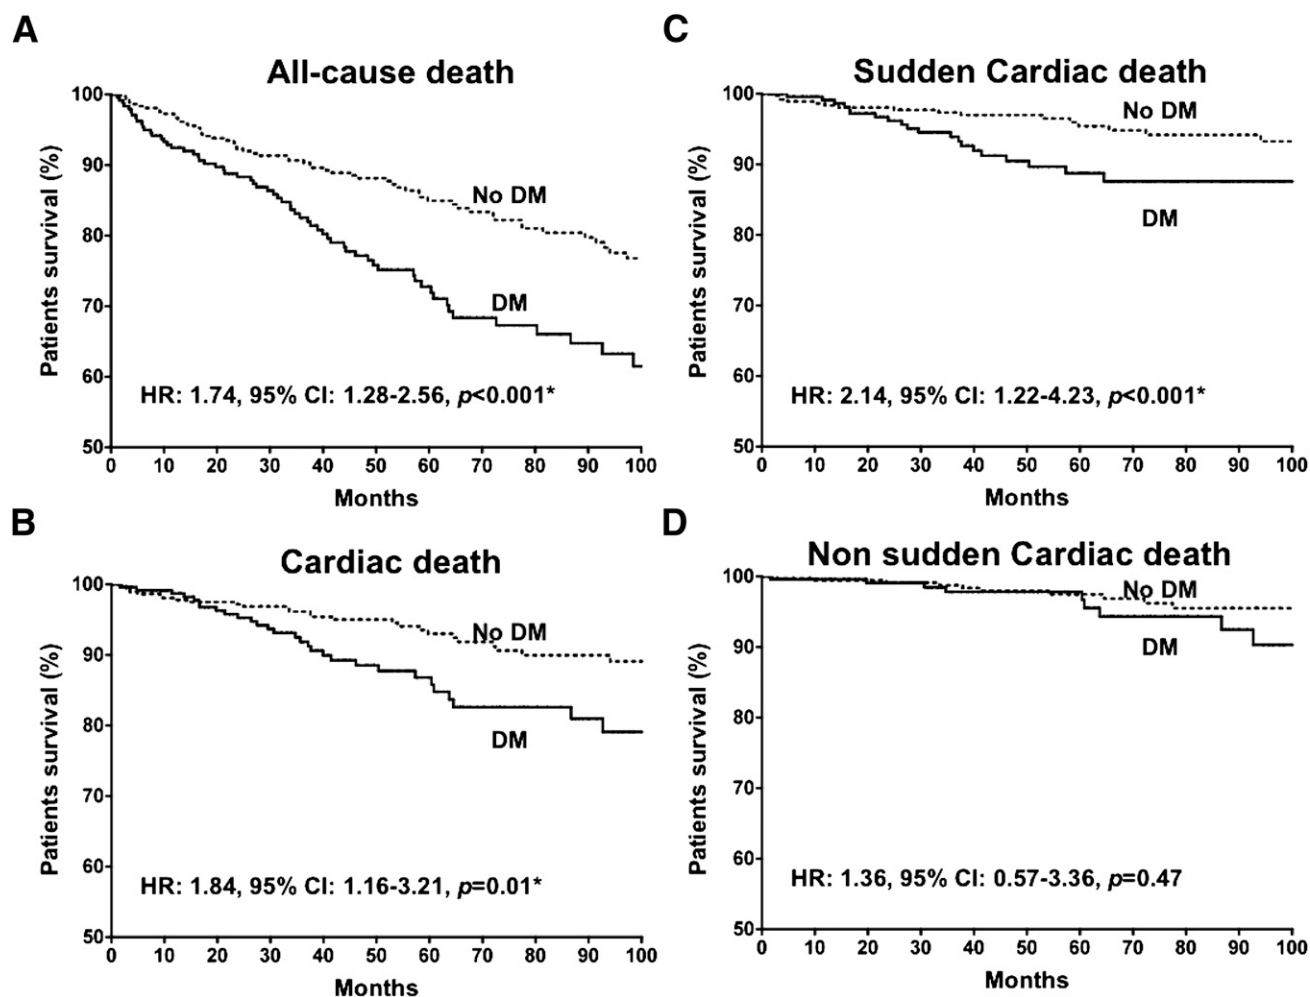 A
All-cause death
Patients survival (%)
100
90
80
70
60
50
No DM
DM
HR: 1.74, 95% CI: 1.28-2.56, p<0.001*
0 10 20 30 40 50 60 70 80 90 100
Months
B
Cardiac death
Patients survival (%)
100
90
80
70
60
50
No DM
DM
HR: 1.84, 95% CI: 1.16-3.21, p=0.01*
0 10 20 30 40 50 60 70 80 90 100
Months
C
Sudden Cardiac death
Patients survival (%)
100
90
80
70
60
50
No DM
DM
HR: 2.14, 95% CI: 1.22-4.23, p<0.001*
0 10 20 30 40 50 60 70 80 90 100
Months
D
Non sudden Cardiac death
Patients survival (%)
100
90
80
70
60
50
No DM
DM
HR: 1.36, 95% CI: 0.57-3.36, p=0.47
0 10 20 30 40 50 60 70 80 90 100
Months